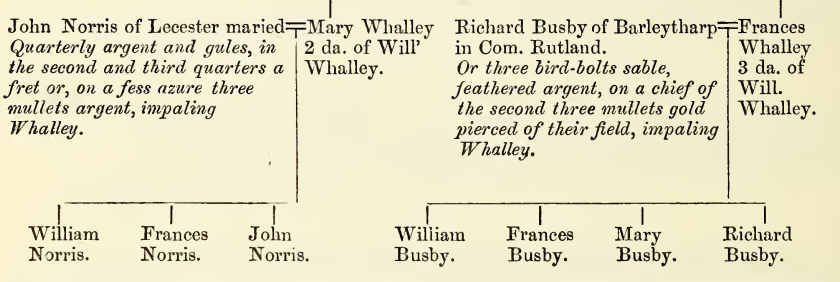 John Norris of Lecester maried
Quarterly argent and gules, in
the second and third quarters a
fret or, on a fess azure three
mullets argent, impaling
Whalley.
Mary Whalley
2 da. of Will'
Whalley.
Richard Busby of Barleytharp
in Com. Rutland.
Or three bird-bolts sable,
feathered argent, on a chief of
the second three mullets gold
pierced of their field, impaling
Whalley.
Frances
Whalley
3 da. of
Will.
Whalley.
William
Norris.
Frances
Norris.
John
Norris.
William
Busby.
Frances
Busby.
Mary
Busby.
Richard
Busby.